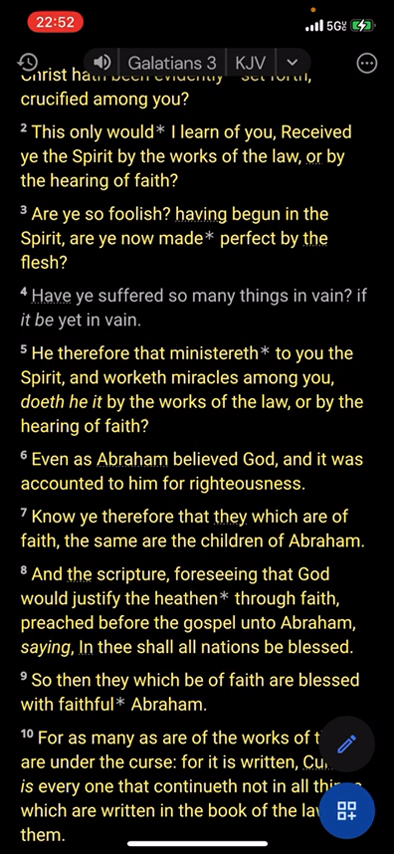 22:52
5G
Galatians 3 KJV
Christ hath been evidently set forth,
crucified among you?
2 This only would* I learn of you, Received
ye the Spirit by the works of the law, or by
the hearing of faith?
3 Are ye so foolish? having begun in the
Spirit, are ye now made* perfect by the
flesh?
4 Have ye suffered so many things in vain? if
it be yet in vain.
5 He therefore that ministereth* to you the
Spirit, and worketh miracles among you,
doeth he it by the works of the law, or by the
hearing of faith?
6 Even as Abraham believed God, and it was
accounted to him for righteousness.
7 Know ye therefore that they which are of
faith, the same are the children of Abraham.
8 And the scripture, foreseeing that God
would justify the heathen* through faith,
preached before the gospel unto Abraham,
saying, In thee shall all nations be blessed.
9 So then they which be of faith are blessed
with faithful* Abraham.
10 For as many as are of the works of
are under the curse: for it is written,
is every one that continueth not in all
which are written in the book of the
them.